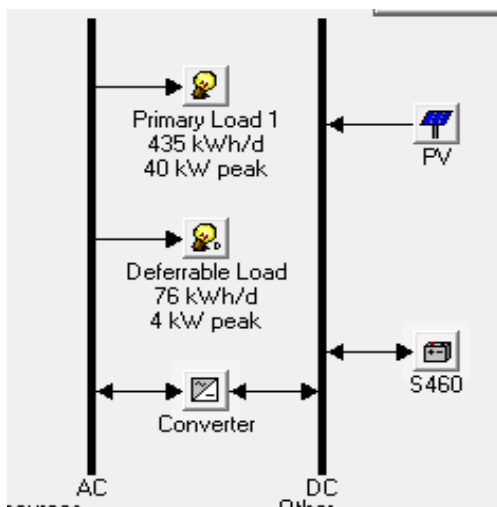 Primary Load 1
435 kWh/d
40 kW peak
PV
Deferrable Load
76 kWh/d
4 kW peak
S460
Converter
AC
DC
Other